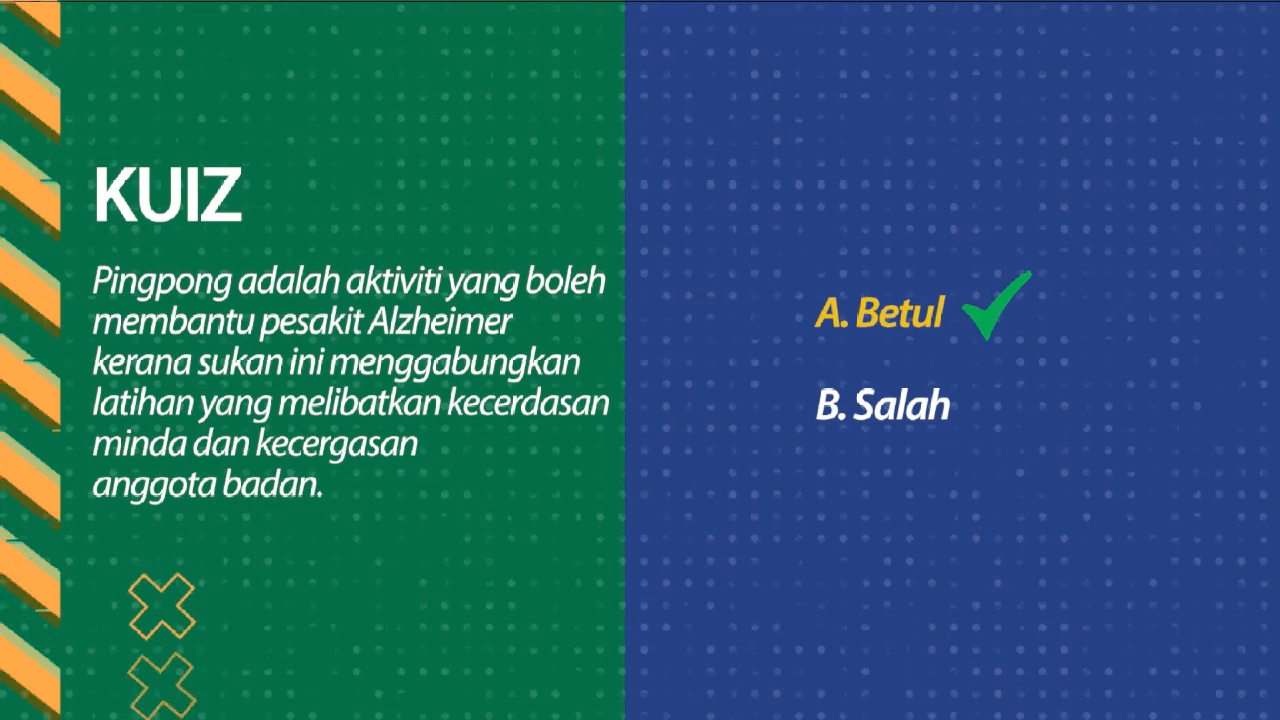 KUIZ
Pingpong adalah aktiviti yang boleh
membantu pesakit Alzheimer
kerana sukan ini menggabungkan
latihan yang melibatkan kecerdasan
minda dan kecergasan
anggota badan.
A. Betul
B. Salah